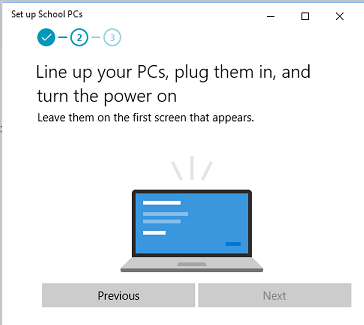 Set up School PCs
2
3
Line up your PCs, plug them in, and
turn the power on
Leave them on the first screen that appears.
Previous
Next